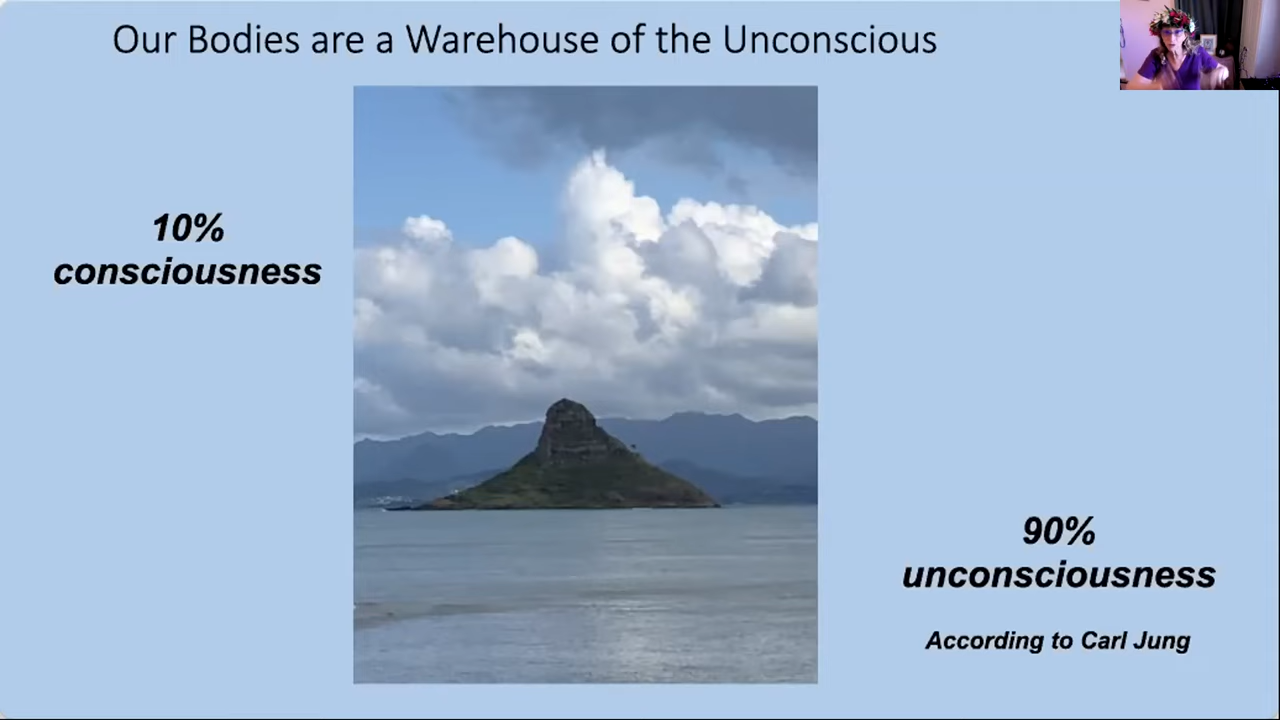 Our Bodies are a Warehouse of the Unconscious
10%
consciousness
90%
unconsciousness
According to Carl Jung